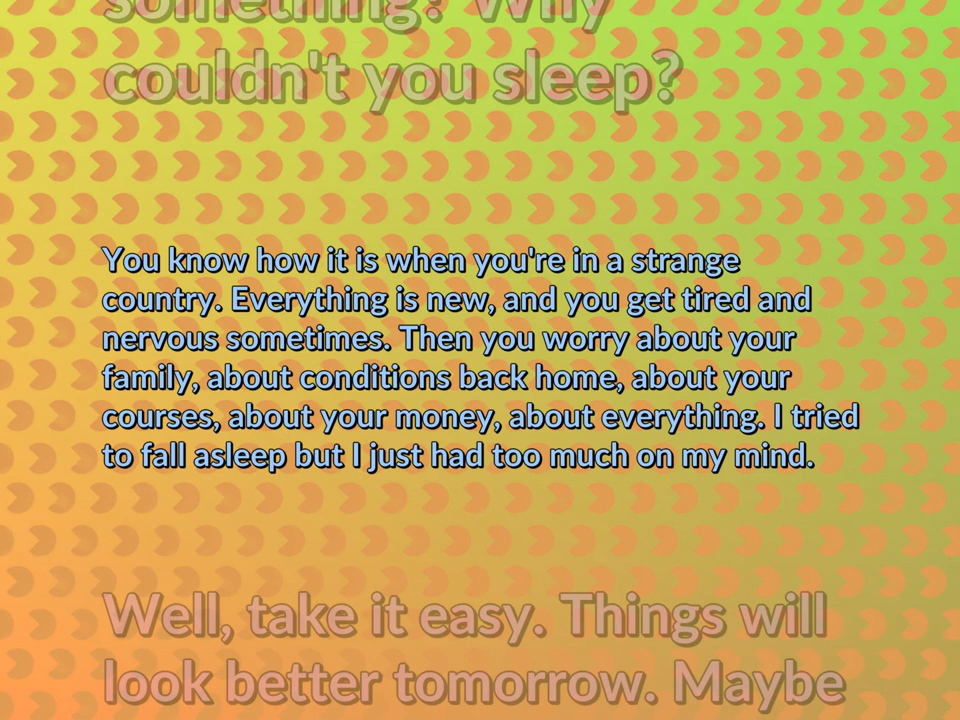 something? Why
couldn't you sleep?
You know how it is when you're in a strange
country. Everything is new, and you get tired and
nervous sometimes. Then you worry about your
family, about conditions back home, about your
courses, about your money, about everything. I tried
to fall asleep but I just had too much on my mind.
Well, take it easy. Things will
look better tomorrow. Maybe